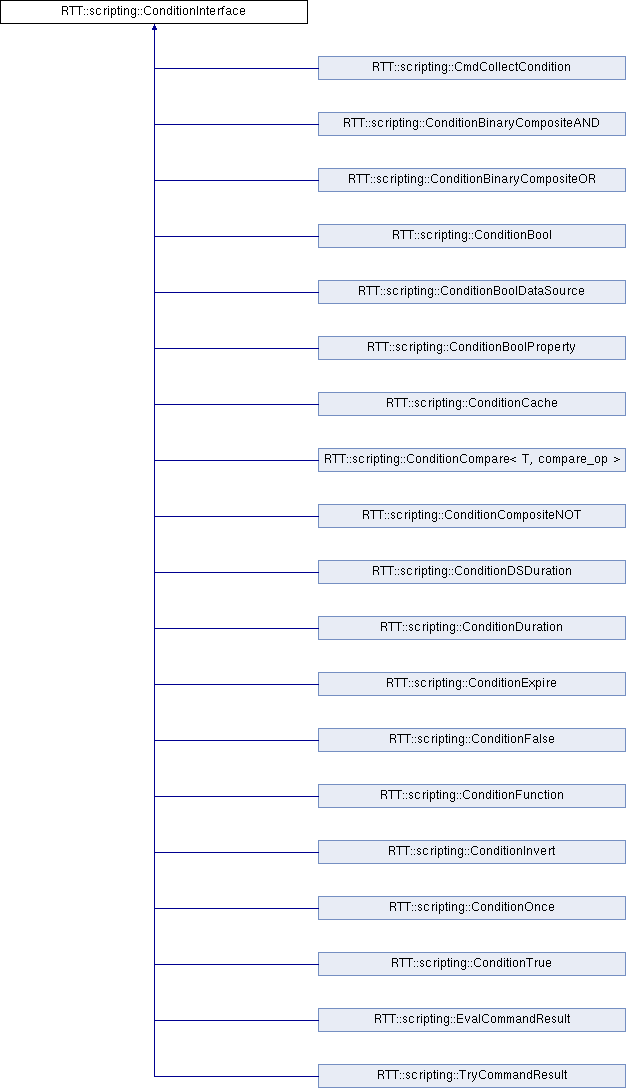 RTT::scripting::ConditionInterface
RTT::scripting::CmdCollectCondition
RTT::scripting::ConditionBinaryCompositeAND
RTT::scripting::ConditionBinaryCompositeOR
RTT::scripting::ConditionBool
RTT::scripting::ConditionBoolDataSource
RTT::scripting::ConditionBoolProperty
RTT::scripting::ConditionCache
RTT::scripting::ConditionCompare< T, compare_op >
RTT::scripting::ConditionCompositeNOT
RTT::scripting::ConditionDSDuration
RTT::scripting::ConditionDuration
RTT::scripting::ConditionExpire
RTT::scripting::ConditionFalse
RTT::scripting::ConditionFunction
RTT::scripting::ConditionInvert
RTT::scripting::ConditionOnce
RTT::scripting::ConditionTrue
RTT::scripting::EvalCommandResult
RTT::scripting::TryCommandResult